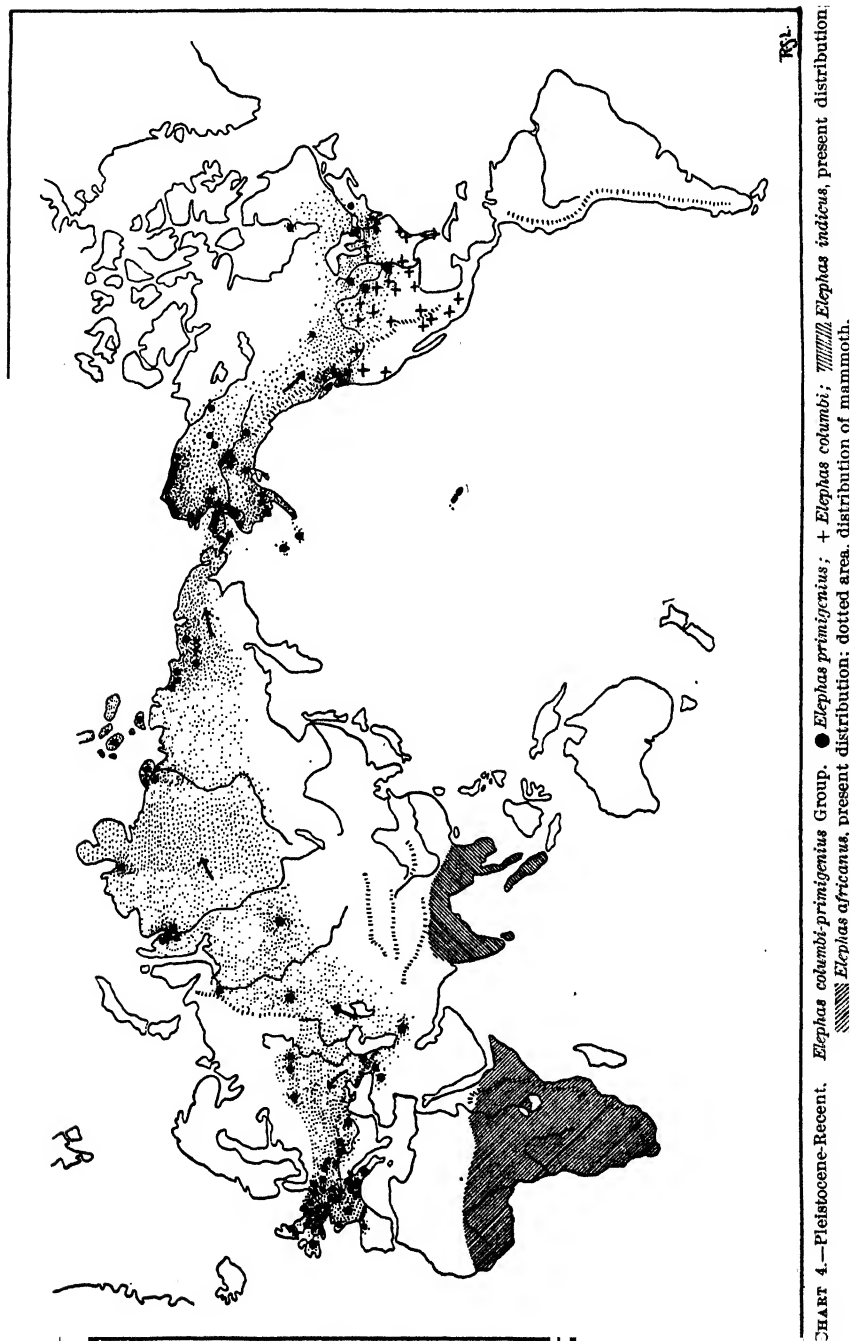 R.S.L.
CHART 4.—Pleistocene-Recent. Elephas columbi-primigenius Group. ● Elephas primigenius; + Elephas columbi; Elephas indicus, present distribution;
Elephas africanus, present distribution; dotted area, distribution of mammoth.